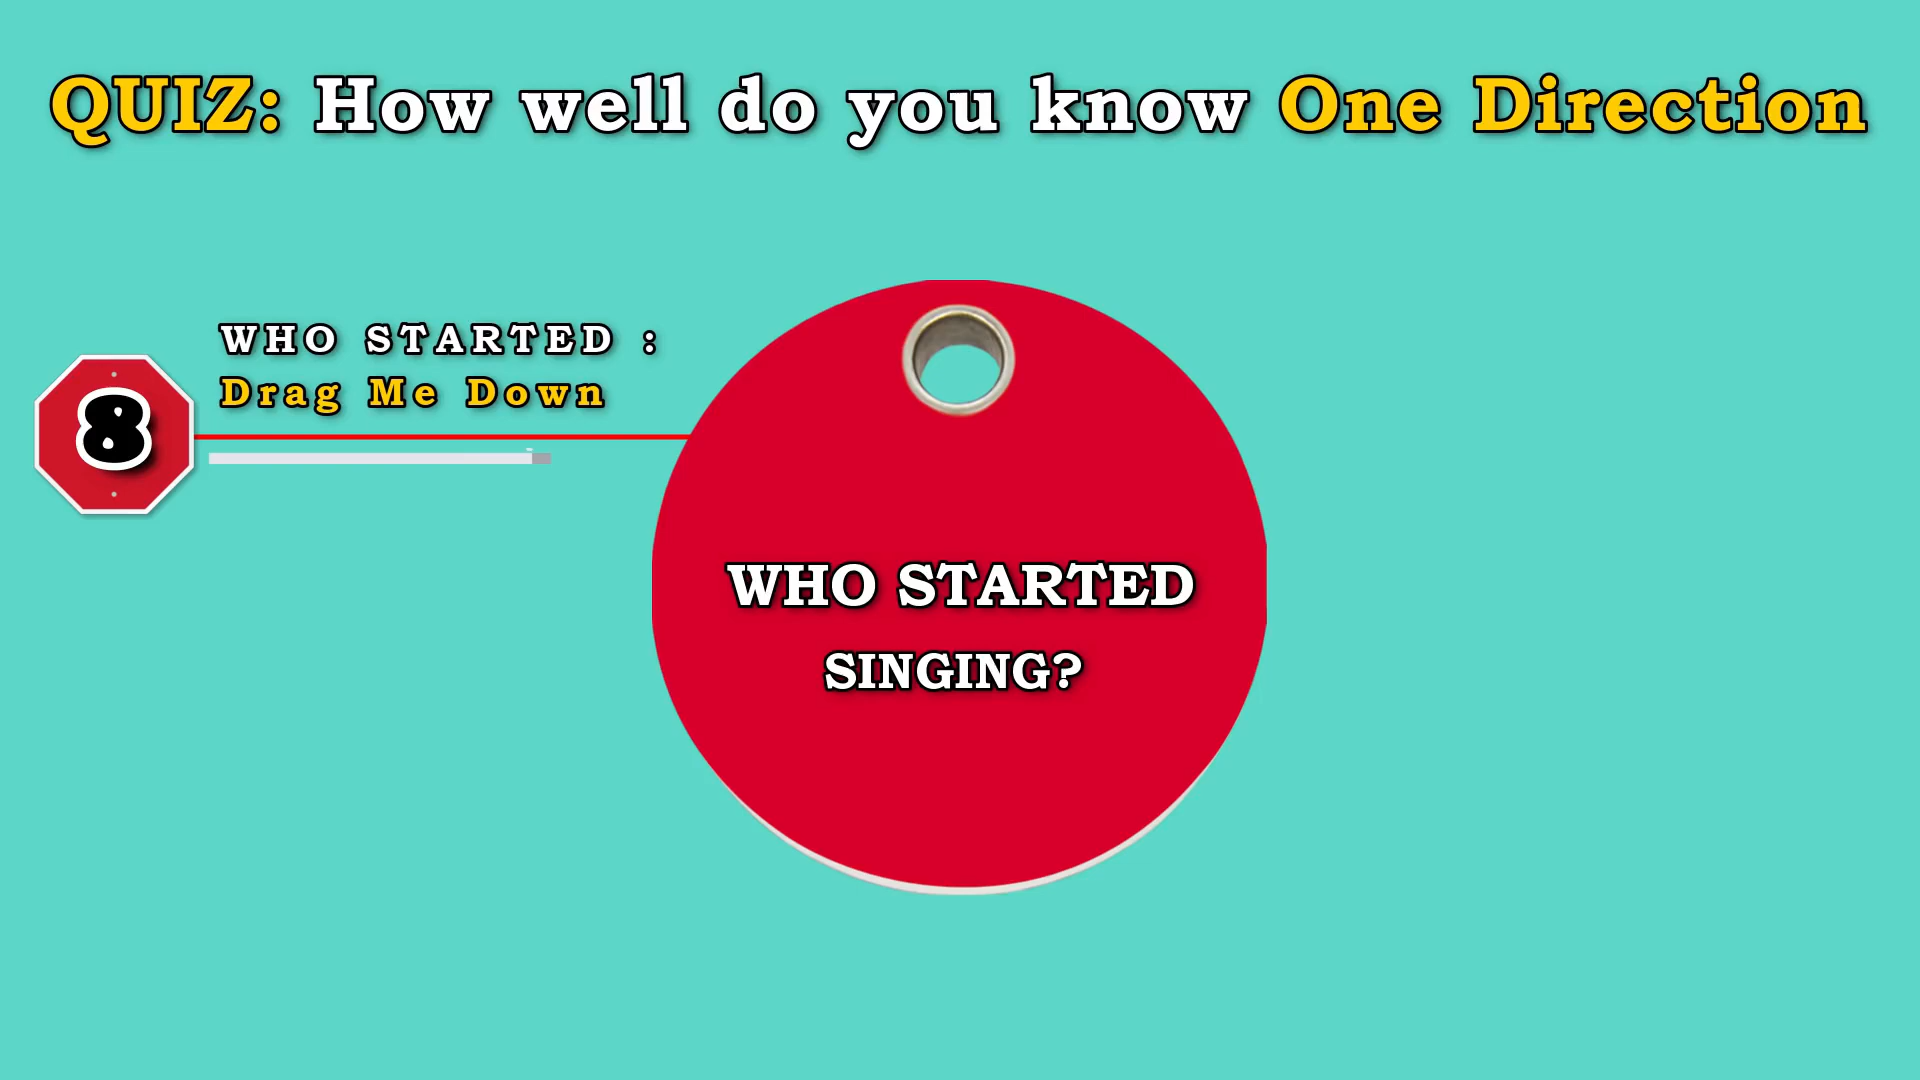 QUIZ: How well do you know One Direction
WHO STARTED :
Drag Me Down
8
WHO STARTED
SINGING?